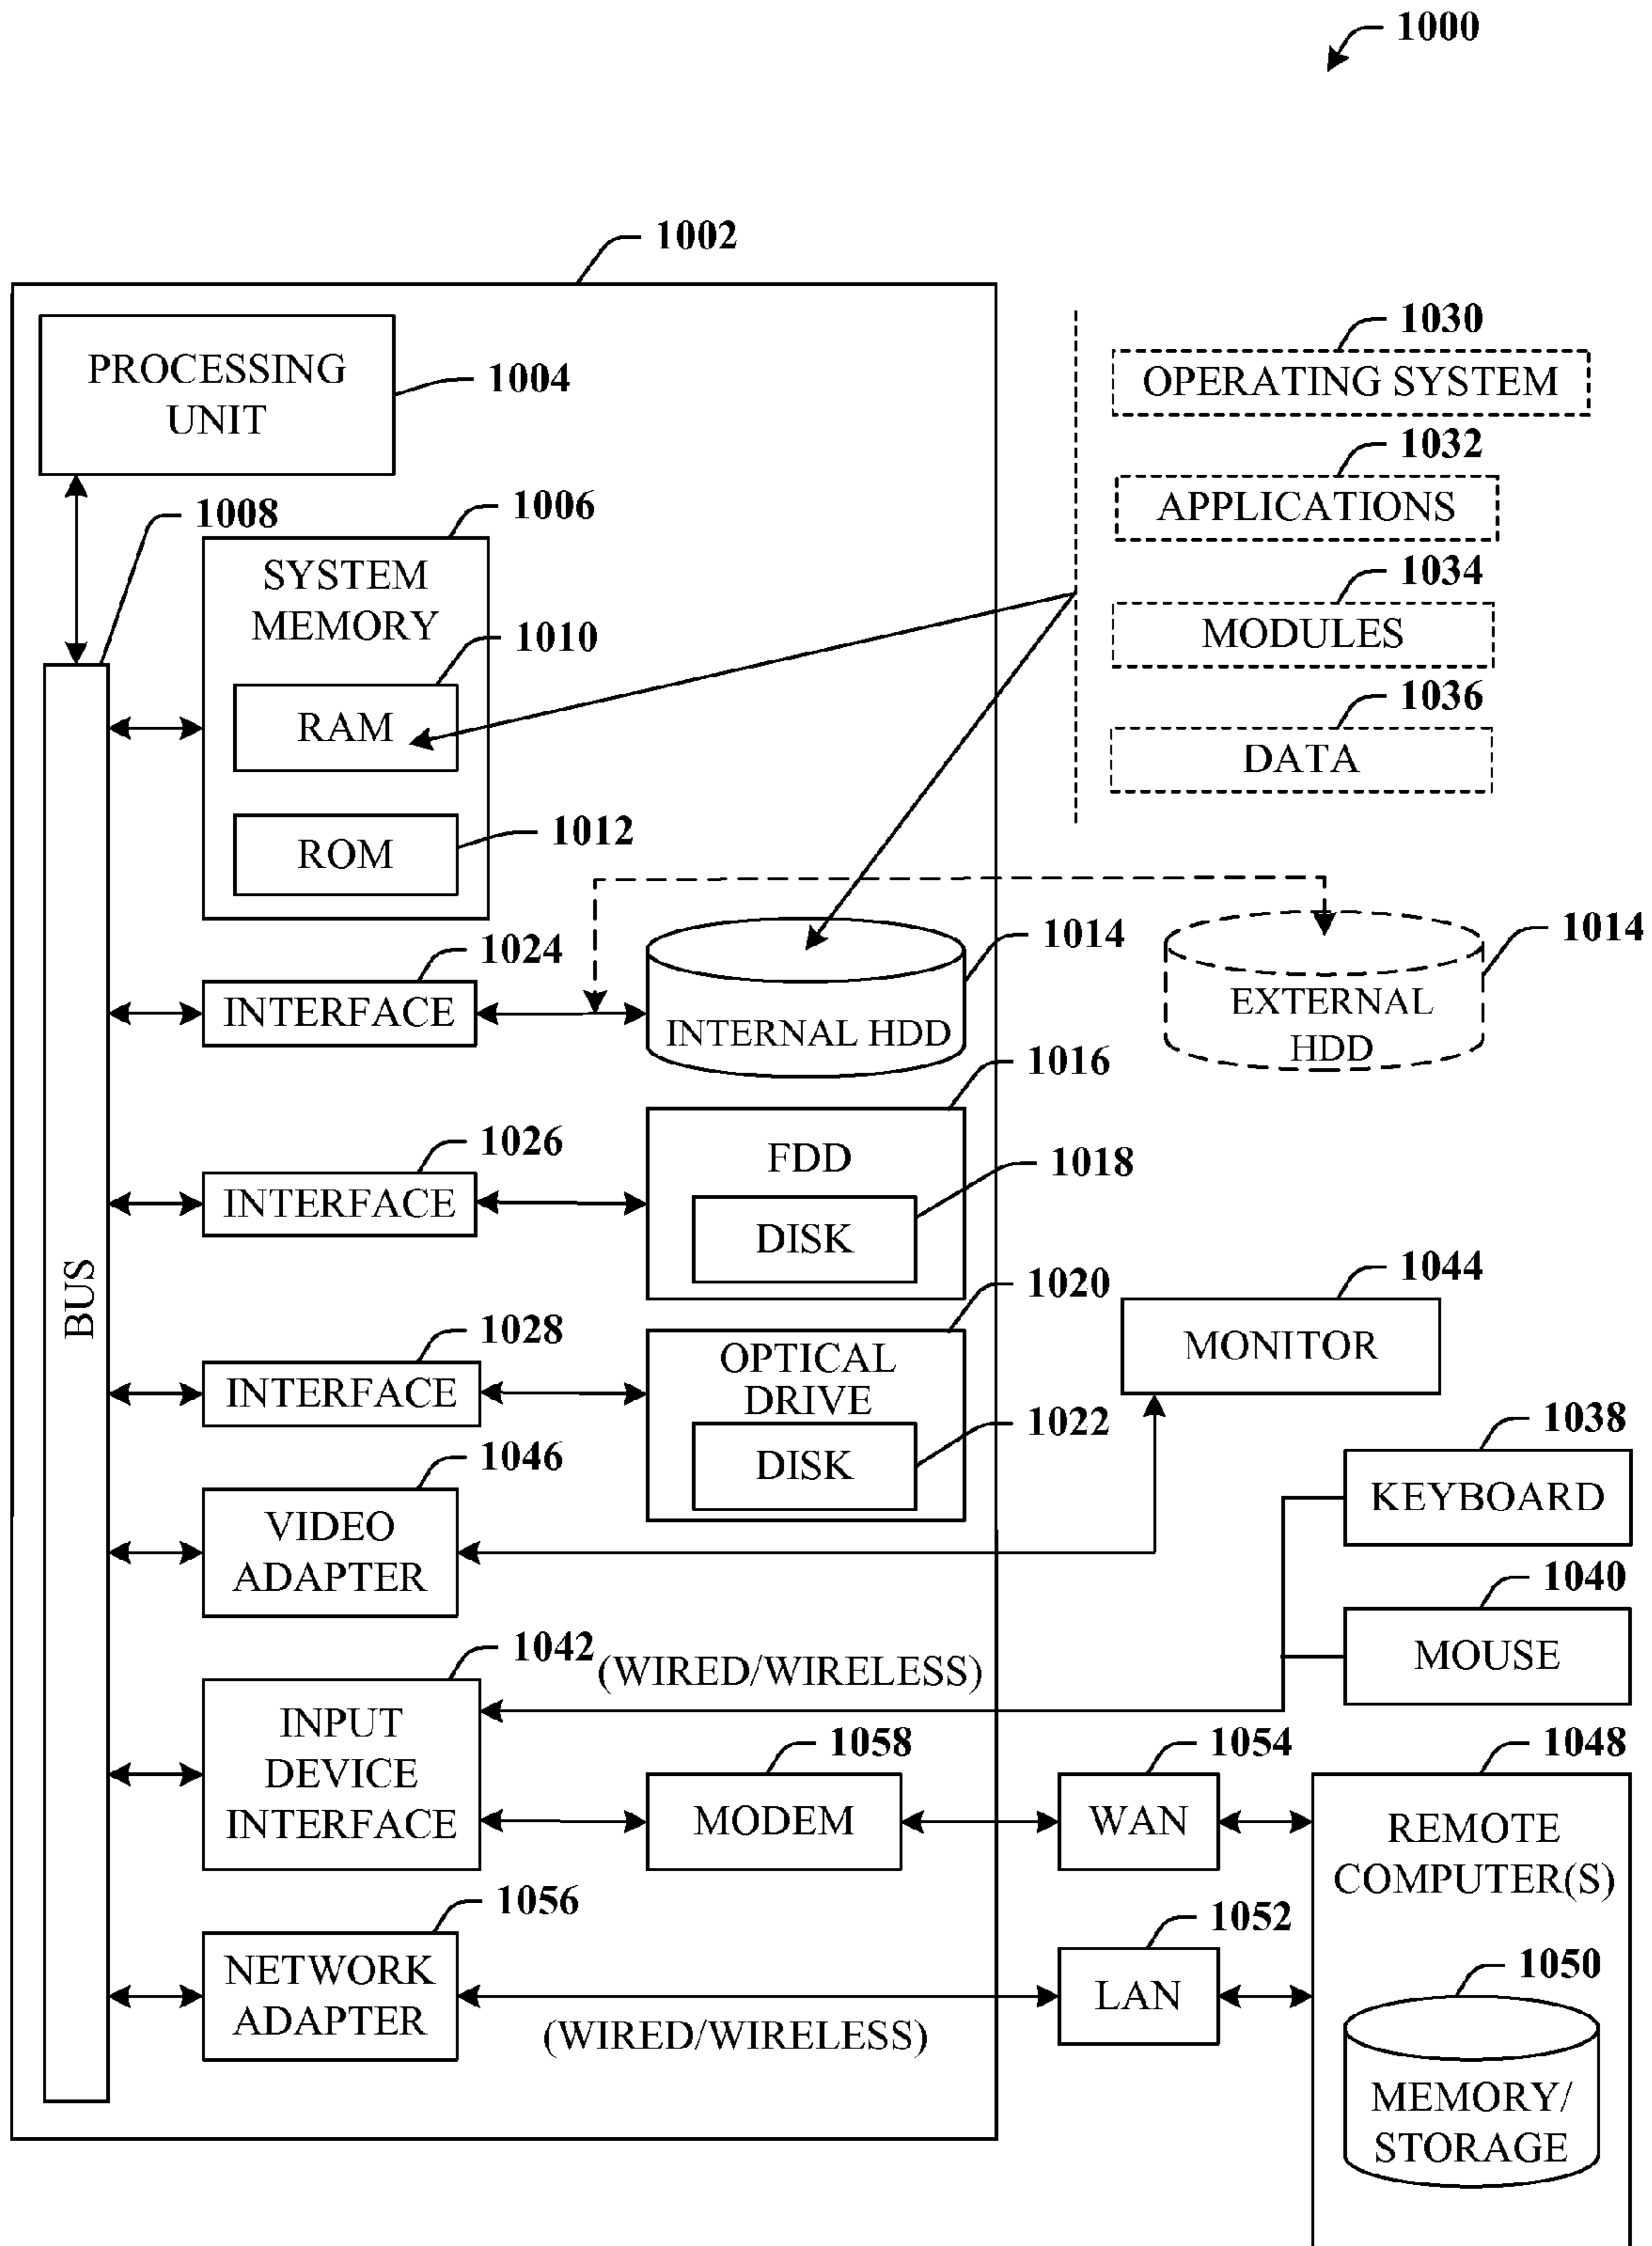 1000
1002
PROCESSING
UNIT
1004
1030
OPERATING SYSTEM
1032
APPLICATIONS
1034
MODULES
1036
DATA
1008
1006
SYSTEM
MEMORY
1010
RAM
1012
ROM
BUS
1024
INTERFACE
1014
INTERNAL HDD
1014
EXTERNAL
HDD
1026
INTERFACE
1016
FDD
1018
DISK
1028
INTERFACE
1020
OPTICAL
DRIVE
1022
DISK
1044
MONITOR
1046
VIDEO
ADAPTER
1038
KEYBOARD
1040
MOUSE
1042
(WIRED/WIRELESS)
INPUT
DEVICE
INTERFACE
1058
MODEM
1054
WAN
1048
REMOTE
COMPUTER(S)
1056
NETWORK
ADAPTER
(WIRED/WIRELESS)
1052
LAN
1050
MEMORY/
STORAGE